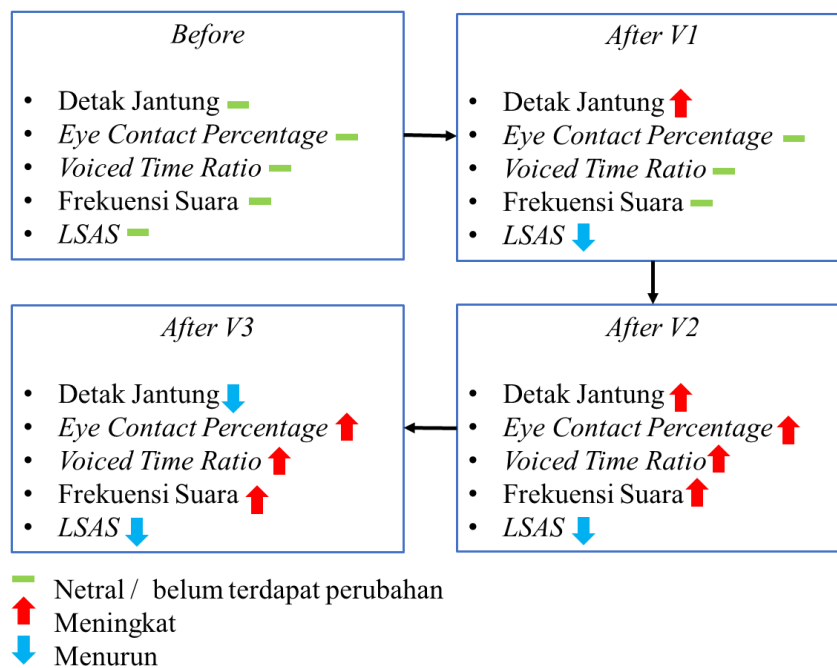 Before
• Detak Jantung
• Eye Contact Percentage
• Voiced Time Ratio
• Frekuensi Suara
• LSAS
After V1
• Detak Jantung
• Eye Contact Percentage
• Voiced Time Ratio
• Frekuensi Suara
• LSAS
After V2
• Detak Jantung
• Eye Contact Percentage
• Voiced Time Ratio
• Frekuensi Suara
• LSAS
After V3
• Detak Jantung
• Eye Contact Percentage
• Voiced Time Ratio
• Frekuensi Suara
• LSAS
Netral / belum terdapat perubahan
Meningkat
Menurun